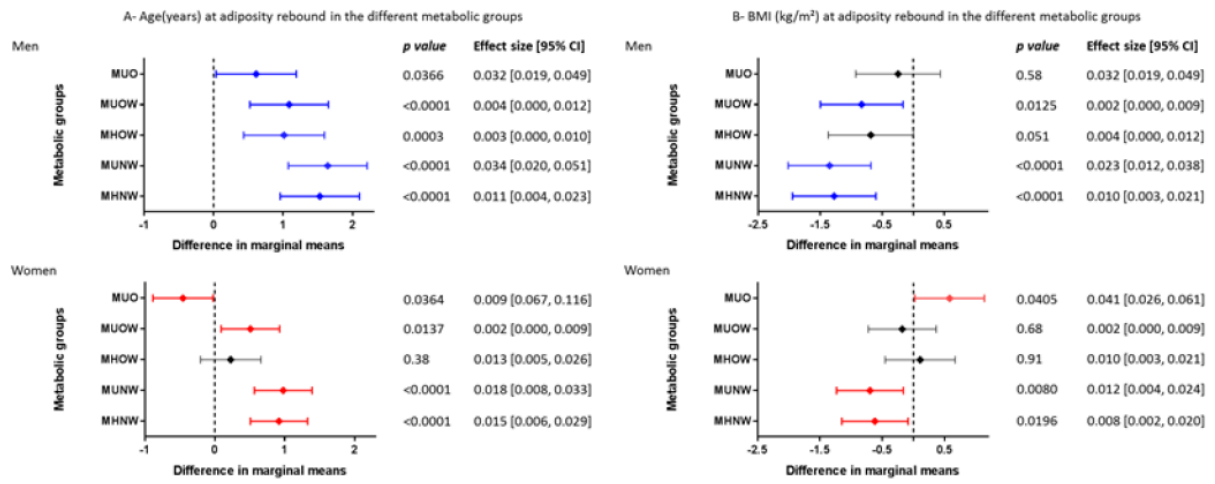 A- Age(years) at adiposity rebound in the different metabolic groups
Men
p value Effect size [95% CI]
Metabolic groups
MUO 0.0366 0.032 [0.019, 0.049]
MUOW <0.0001 0.004 [0.000, 0.012]
MHOW 0.0003 0.003 [0.000, 0.010]
MUNW <0.0001 0.034 [0.020, 0.051]
MHNW <0.0001 0.011 [0.004, 0.023]
-1 0 1 2
Difference in marginal means
Women
Metabolic groups
MUO 0.0364 0.009 [0.067, 0.116]
MUOW 0.0137 0.002 [0.000, 0.009]
MHOW 0.38 0.013 [0.005, 0.026]
MUNW <0.0001 0.018 [0.008, 0.033]
MHNW <0.0001 0.015 [0.006, 0.029]
-1 0 1 2
Difference in marginal means
B- BMI (kg/m²) at adiposity rebound in the different metabolic groups
Men
p value Effect size [95% CI]
Metabolic groups
MUO 0.58 0.032 [0.019, 0.049]
MUOW 0.0125 0.002 [0.000, 0.009]
MHOW 0.051 0.004 [0.000, 0.012]
MUNW <0.0001 0.023 [0.012, 0.038]
MHNW <0.0001 0.010 [0.003, 0.021]
-2.5 -1.5 -0.5 0.5
Difference in marginal means
Women
Metabolic groups
MUO 0.0405 0.041 [0.026, 0.061]
MUOW 0.68 0.002 [0.000, 0.009]
MHOW 0.91 0.010 [0.003, 0.021]
MUNW 0.0080 0.012 [0.004, 0.024]
MHNW 0.0196 0.008 [0.002, 0.020]
-2.5 -1.5 -0.5 0.5
Difference in marginal means